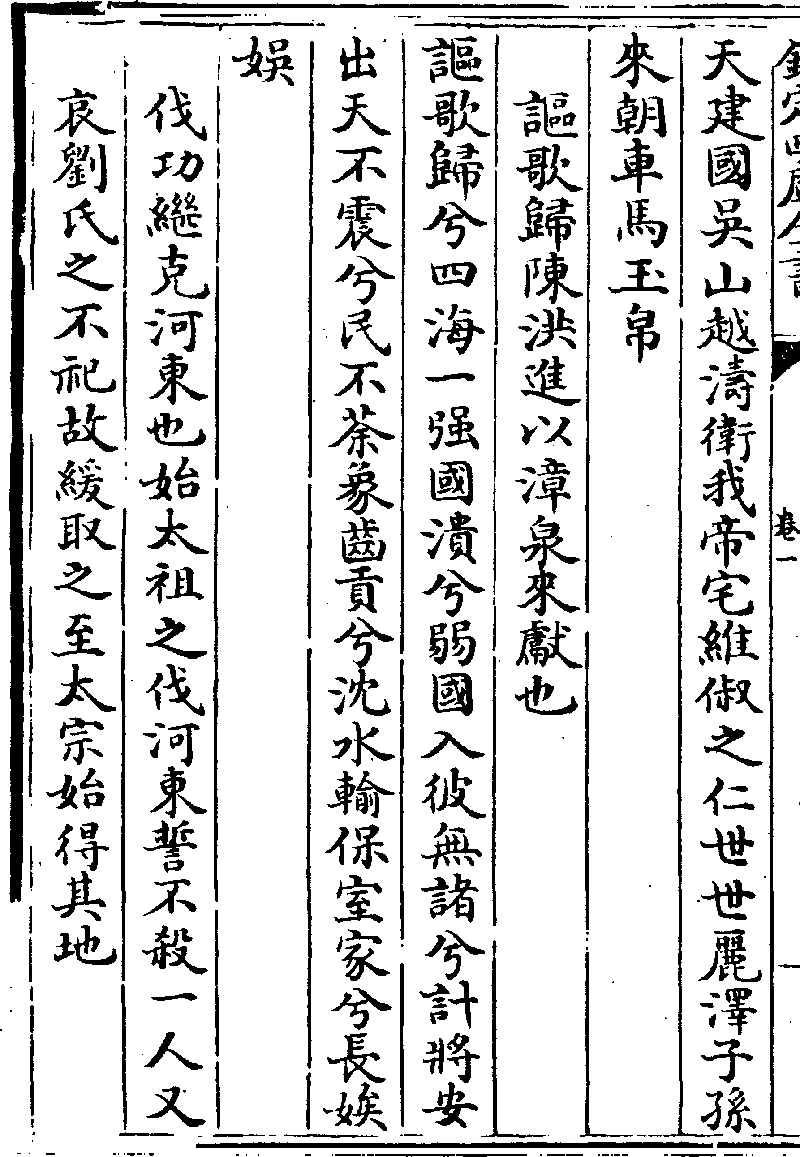 欽定四庫全書
卷一
天建國吳山越濤衛我帝宅維俶之仁世世麗澤子孫
來朝車馬玉帛
謳歌歸陳洪進以漳泉來獻也
謳歌歸兮四海一强國潰兮弱國入彼無諸兮計將安
出天不震兮民不荼象齒貢兮沈水輸保室家兮長娭
娯
伐功繼克河東也始太祖之伐河東誓不殺一人又
哀劉氏之不祀故緩取之至太宗始得其地